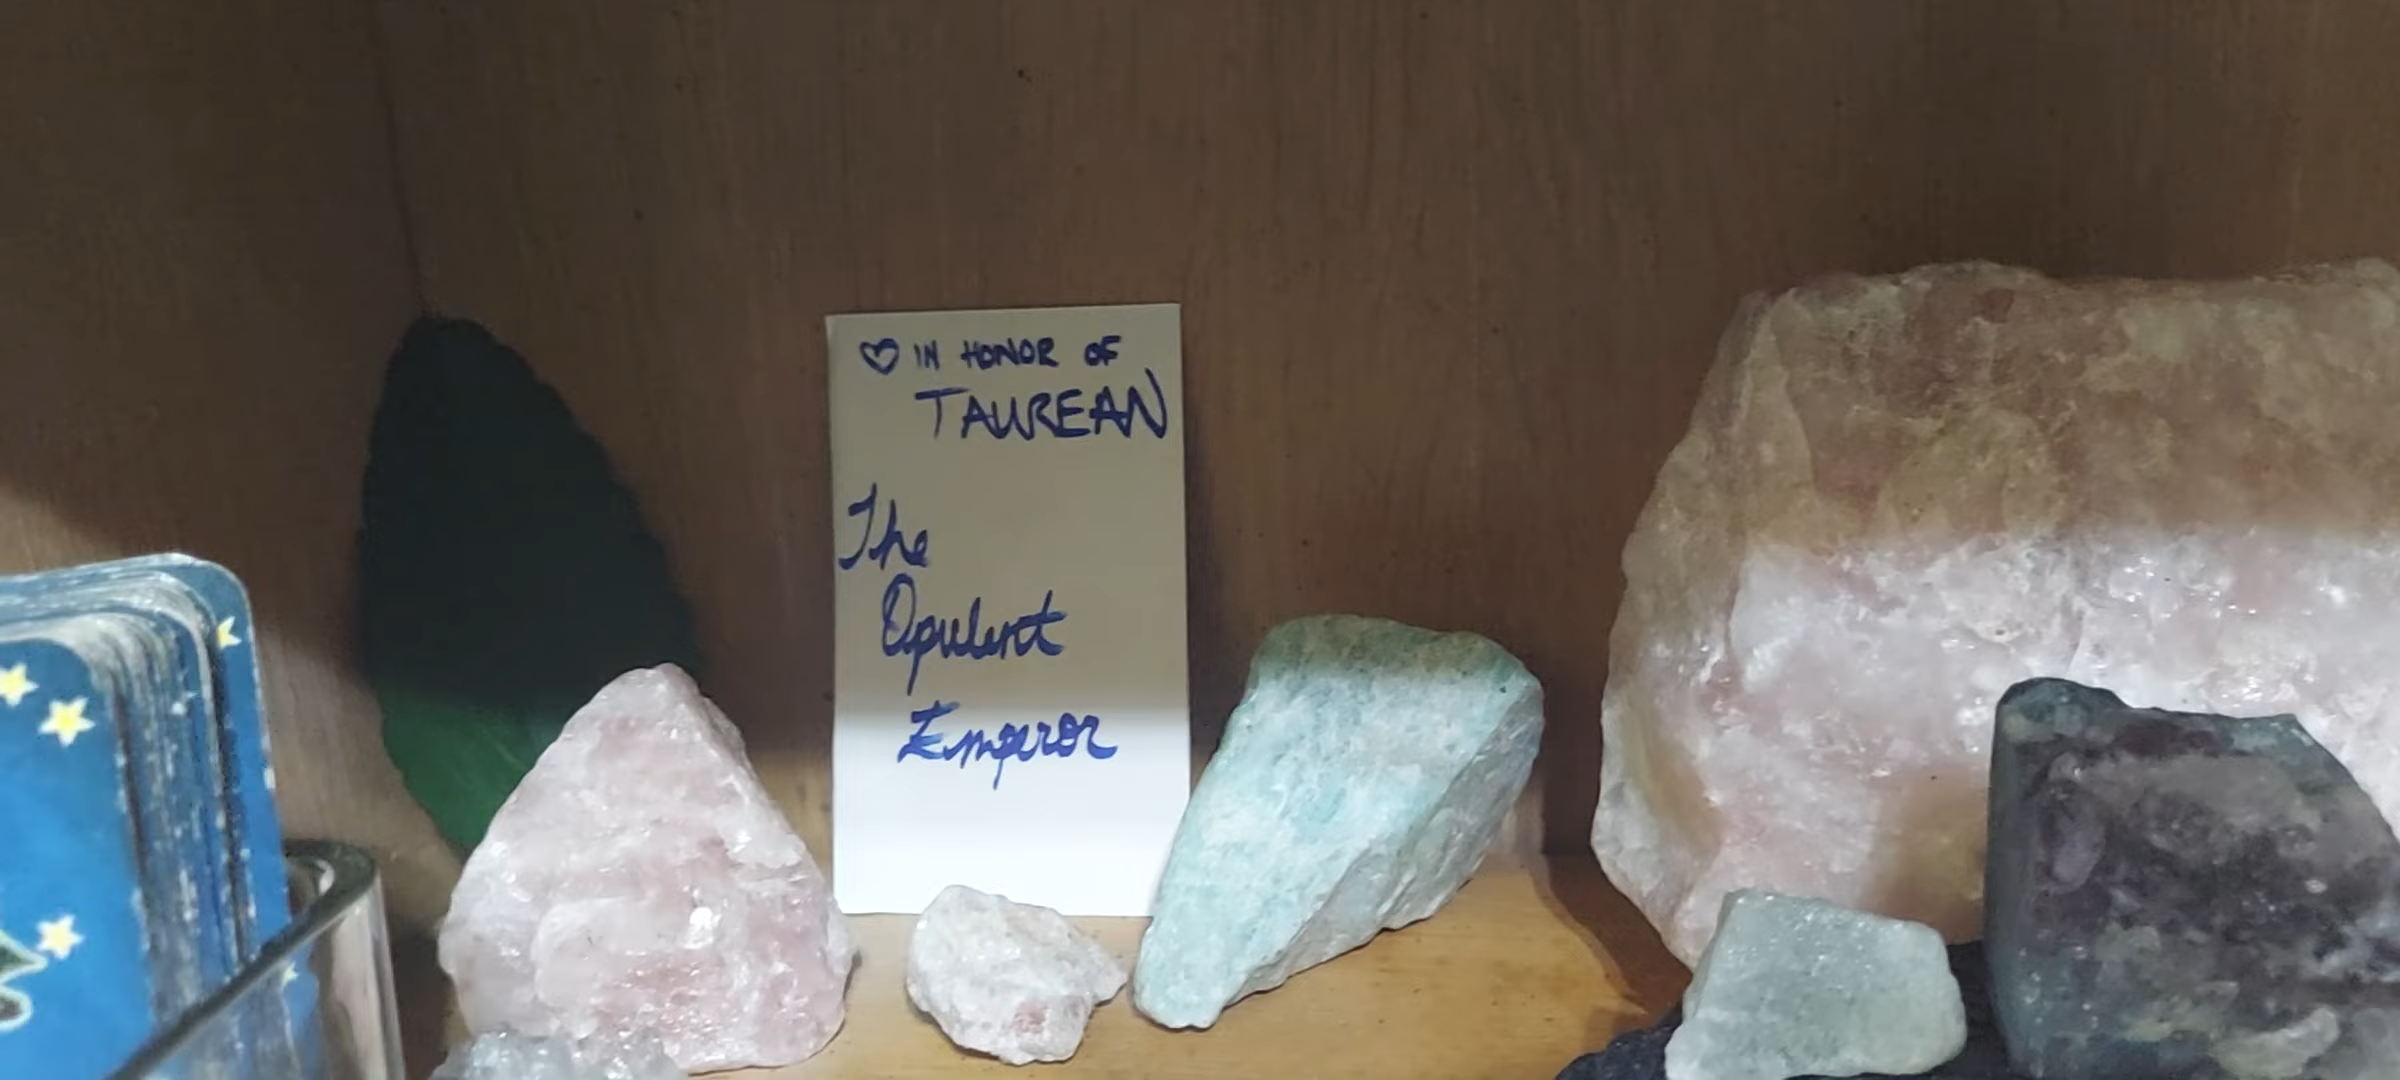 ♡ IN HONOR OF
TAUREAN
The
Opulent
Emperor